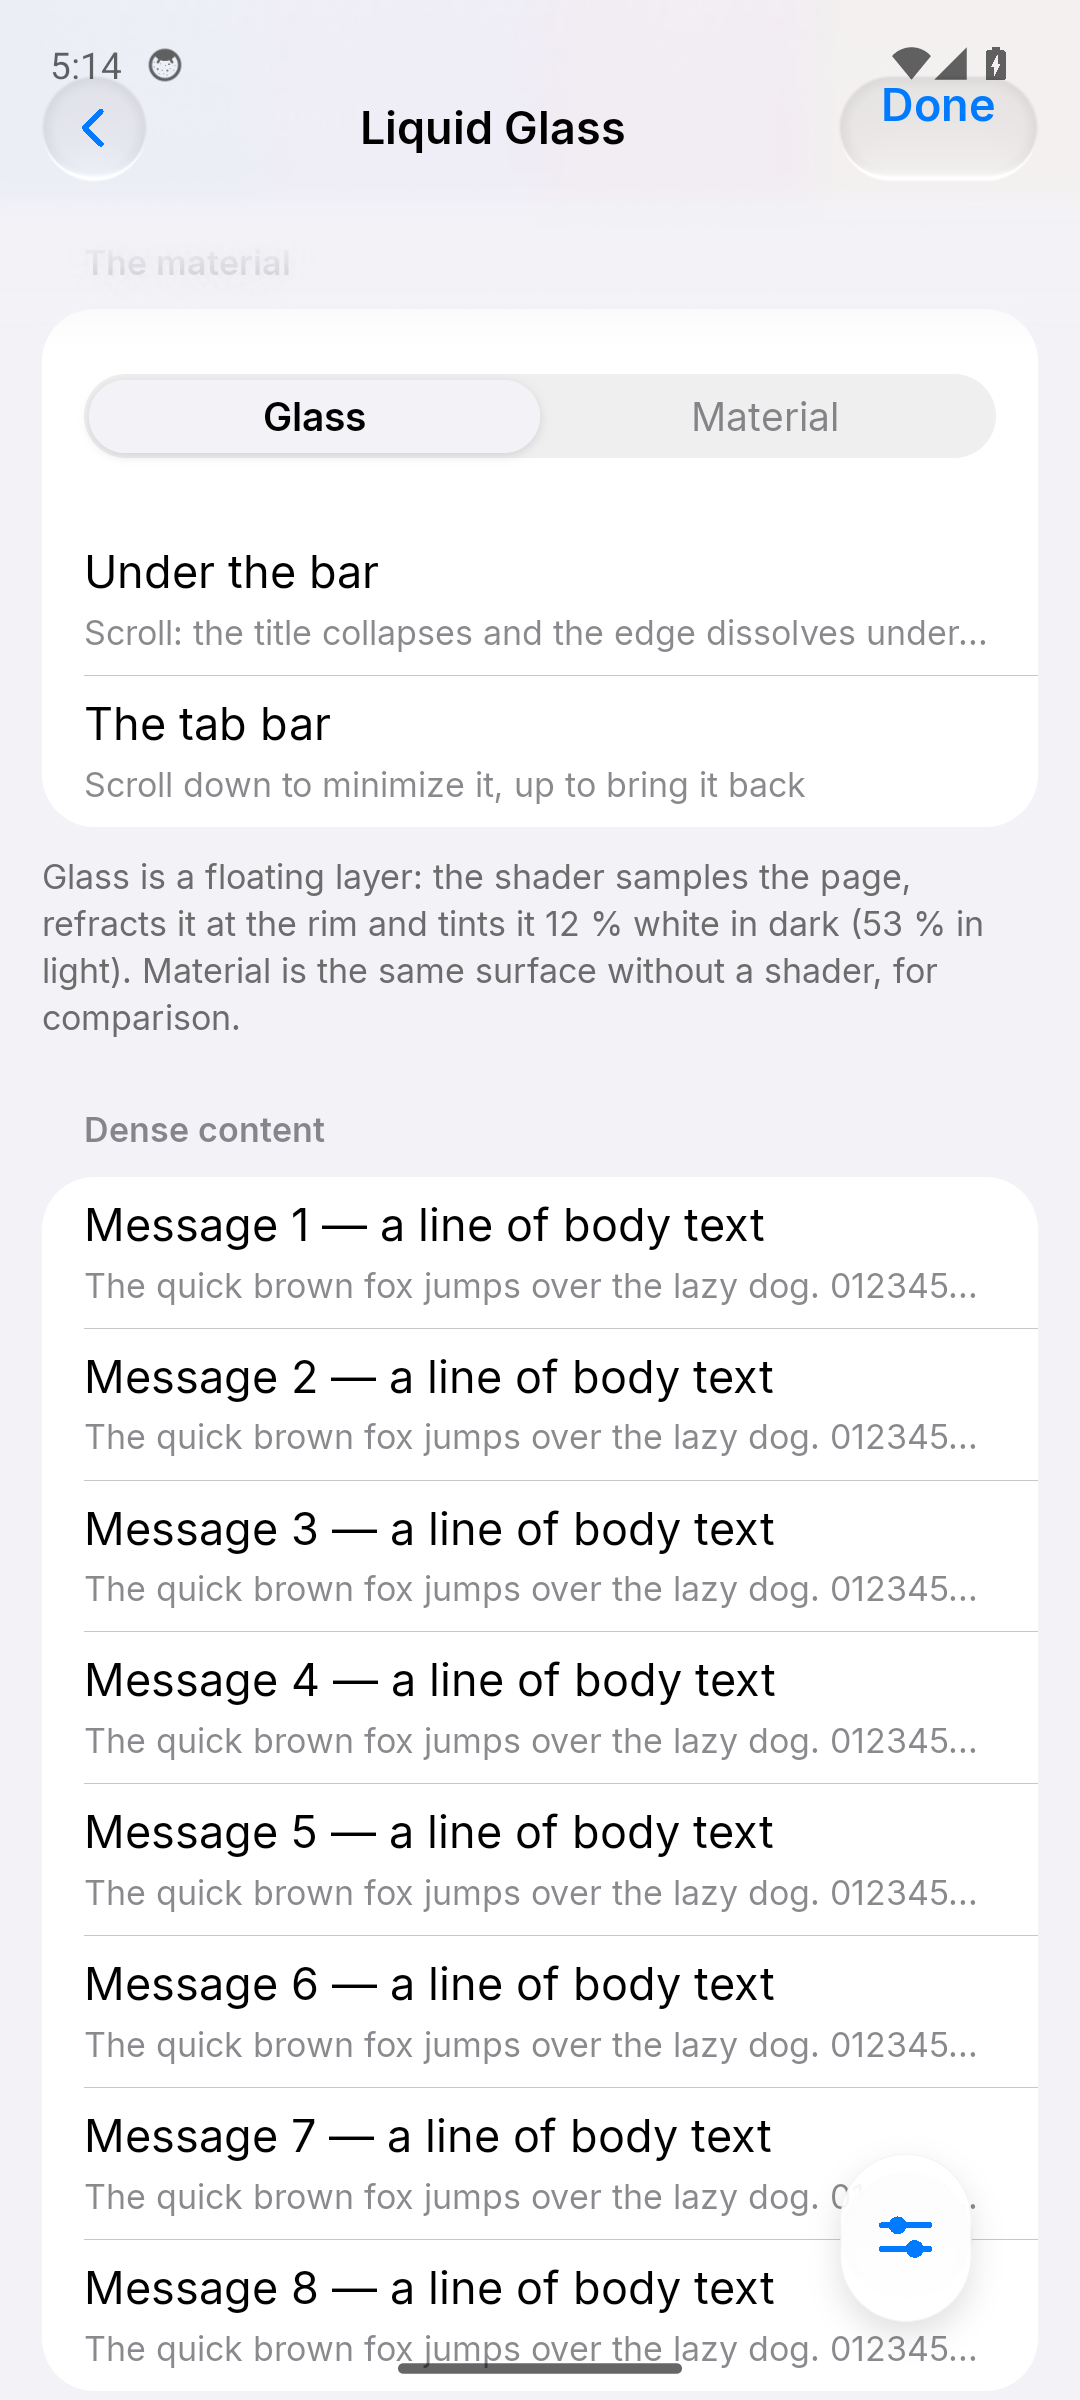 5:14
Liquid Glass
Done
The material
Glass
Material
Under the bar
Scroll: the title collapses and the edge dissolves under...
The tab bar
Scroll down to minimize it, up to bring it back
Glass is a floating layer: the shader samples the page,
refracts it at the rim and tints it 12 % white in dark (53 % in
light). Material is the same surface without a shader, for
comparison.
Dense content
Message 1 — a line of body text
The quick brown fox jumps over the lazy dog. 012345...
Message 2 — a line of body text
The quick brown fox jumps over the lazy dog. 012345...
Message 3 — a line of body text
The quick brown fox jumps over the lazy dog. 012345...
Message 4 — a line of body text
The quick brown fox jumps over the lazy dog. 012345...
Message 5 — a line of body text
The quick brown fox jumps over the lazy dog. 012345...
Message 6 — a line of body text
The quick brown fox jumps over the lazy dog. 012345...
Message 7 — a line of body text
The quick brown fox jumps over the lazy dog.
Message 8 — a line of body text
The quick brown fox jumps over the lazy dog. 012345...